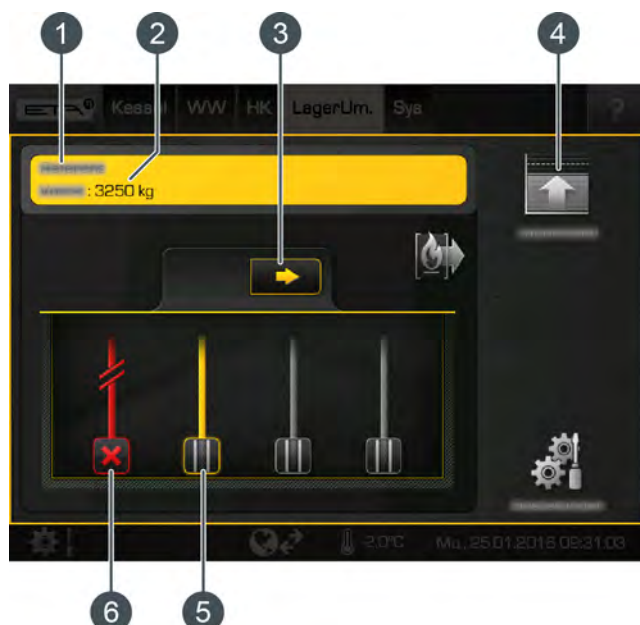 1 2 3 4
ETA Kessel WW HK LagerUm. Sys ?
: 3250 kg
-2.0°C Mo, 25.01.2016 09:31:03
6 5